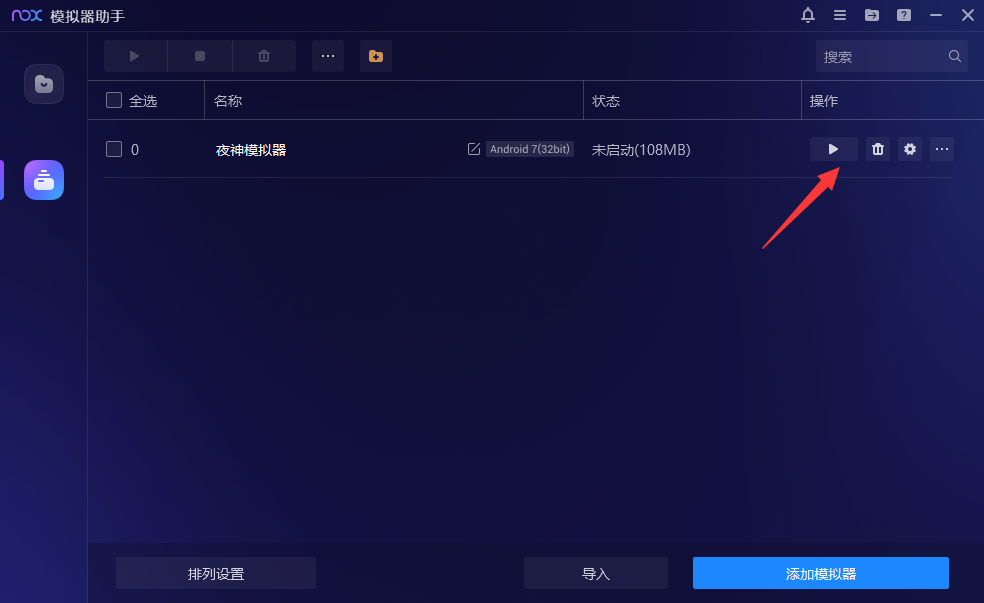 nox 模拟器助手
搜索
全选 名称 状态 操作
0 夜神模拟器 Android 7(32bit) 未启动(108MB)
排列设置 导入 添加模拟器